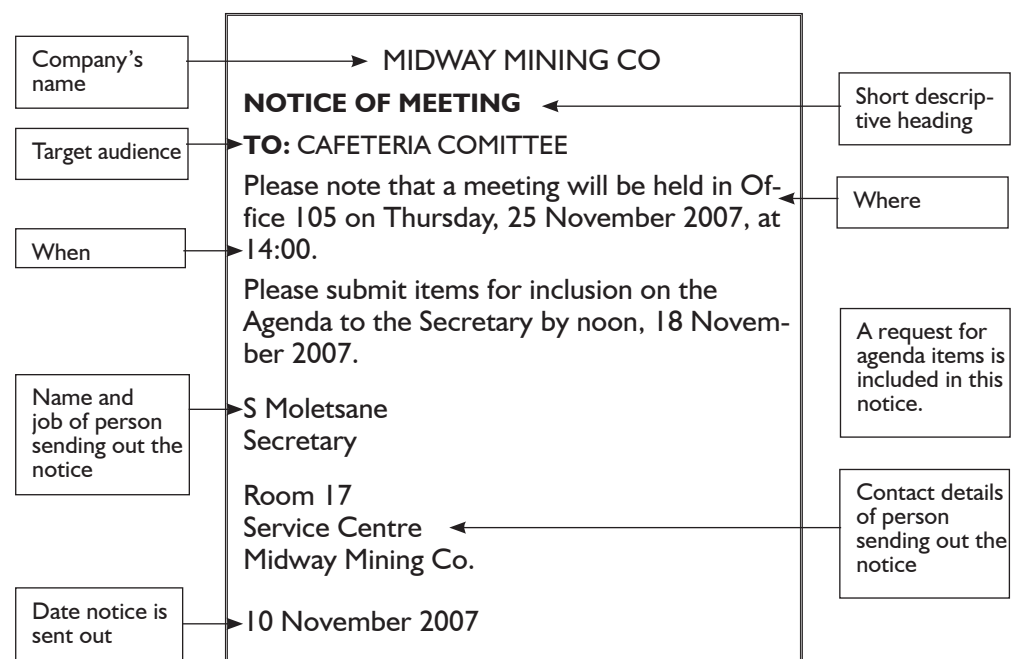 MIDWAY MINING CO
Company's
name
NOTICE OF MEETING
Short descrip-
tive heading
TO: CAFETERIA COMITTEE
Target audience
Please note that a meeting will be held in Of-
fice 105 on Thursday, 25 November 2007, at
14:00.
Where
When
Please submit items for inclusion on the
Agenda to the Secretary by noon, 18 Novem-
ber 2007.
A request for
agenda items is
included in this
notice.
Name and
job of person
sending out the
notice
S Moletsane
Secretary
Room 17
Service Centre
Midway Mining Co.
Contact details
of person
sending out the
notice
Date notice is
sent out
10 November 2007